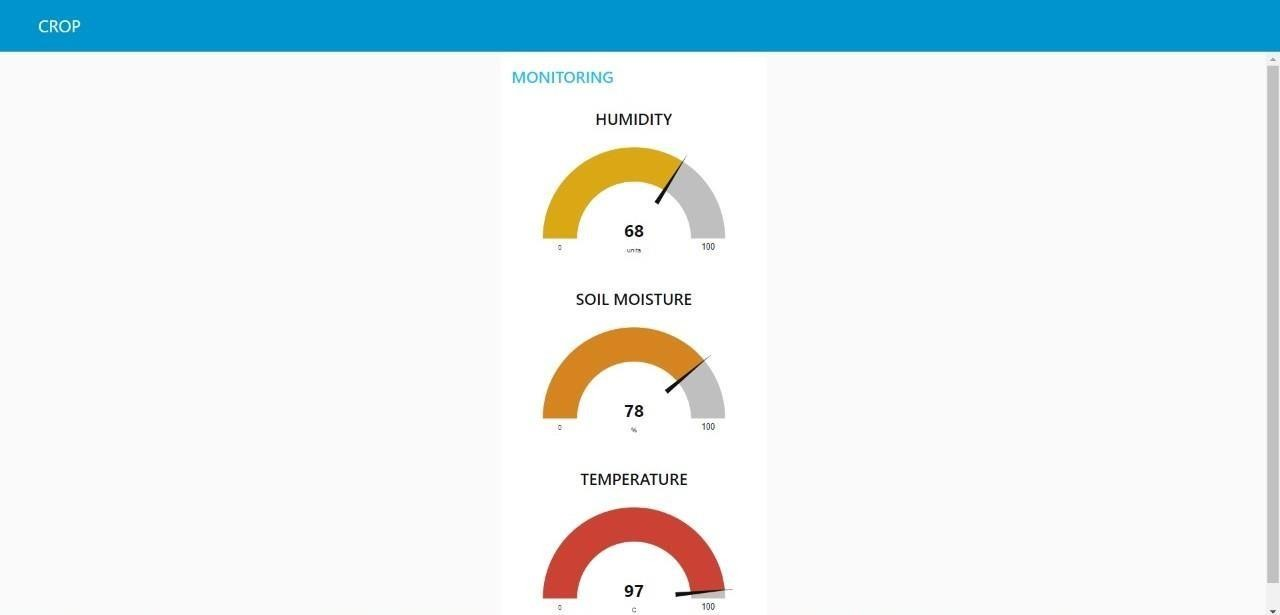 CROP
MONITORING
HUMIDITY
68
units
0
100
SOIL MOISTURE
78
%
0
100
TEMPERATURE
97
C
0
100